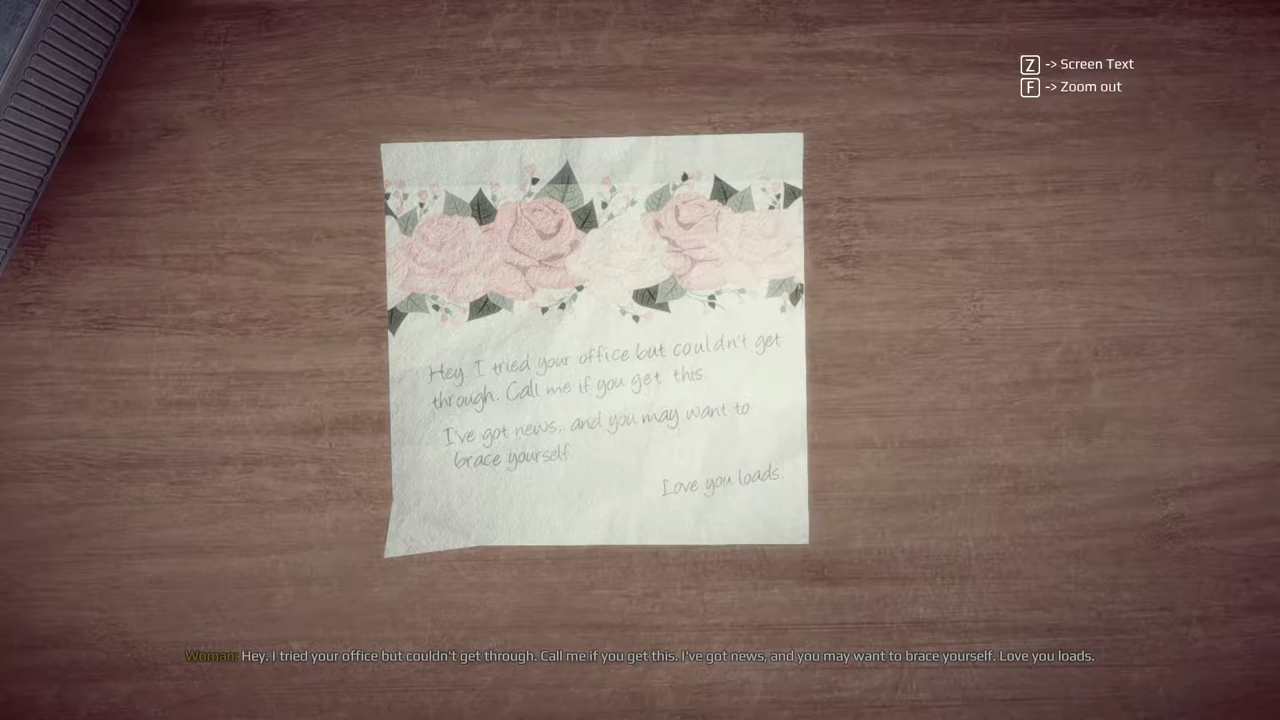 Z -> Screen Text
F -> Zoom out
Hey. I tried your office but couldn't get
through. Call me if you get this.
I've got news, and you may want to
brace yourself.
Love you loads.
Woman: Hey. I tried your office but couldn't get through. Call me if you get this. I've got news, and you may want to brace yourself. Love you loads.